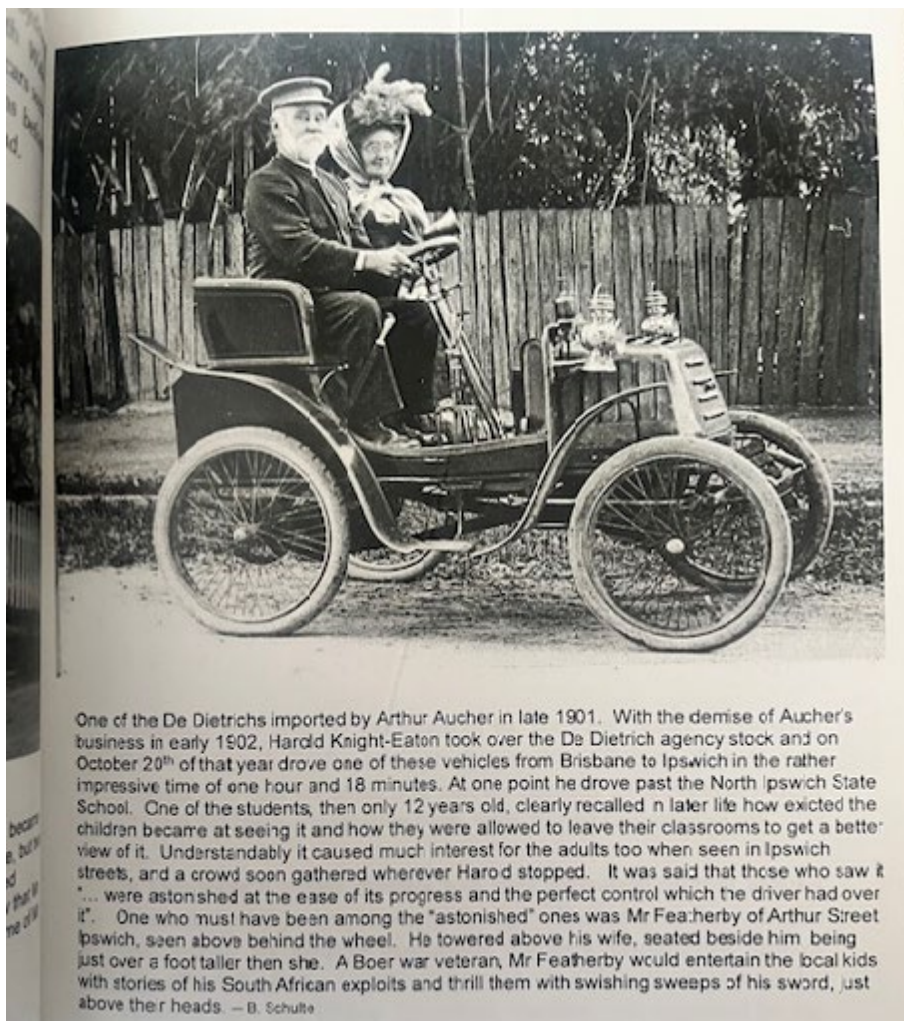 One of the De Dietrichs imported by Arthur Aucher in late 1901. With the demise of Aucher's
business in early 1902, Harold Knight-Eaton took over the De Dietrich agency stock and on
October 20th of that year drove one of these vehicles from Brisbane to Ipswich in the rather
impressive time of one hour and 18 minutes. At one point he drove past the North Ipswich State
School. One of the students, then only 12 years old, clearly recalled in later life how exicted the
children became at seeing it and how they were allowed to leave their classrooms to get a better
view of it. Understandably it caused much interest for the adults too when seen in Ipswich
streets, and a crowd soon gathered wherever Harod stopped. It was said that those who saw it
"... were astonished at the ease of its progress and the perfect control which the driver had over
it". One who must have been among the "astonished" ones was Mr Featherby of Arthur Street
Ipswich, seen above behind the wheel. He towered above his wife, seated beside him being
just over a foot taller then she. A Boer war veteran, Mr Featherby would entertain the local kids
with stories of his South African exploits and thrill them with swishing sweeps of his sword, just
above their heads. – B. Schulte
became